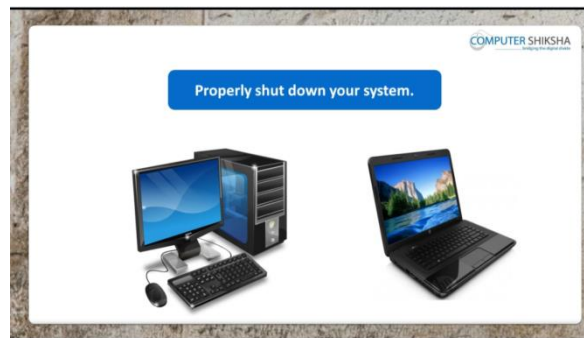 COMPUTER SHIKSHA
bridging the digital divide
Properly shut down your system.